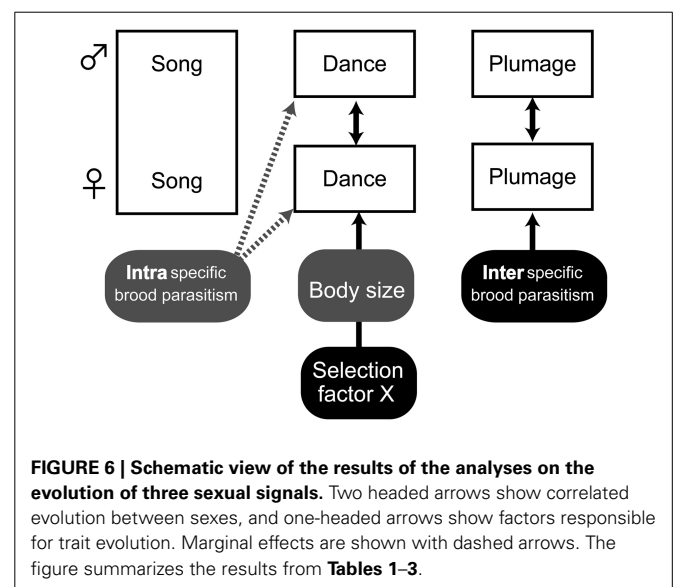 ♂ Song Dance Plumage
♀ Song Dance Plumage
Intra specific
brood parasitism
Body size
Inter specific
brood parasitism
Selection
factor X
FIGURE 6 | Schematic view of the results of the analyses on the
evolution of three sexual signals. Two headed arrows show correlated
evolution between sexes, and one-headed arrows show factors responsible
for trait evolution. Marginal effects are shown with dashed arrows. The
figure summarizes the results from Tables 1–3.